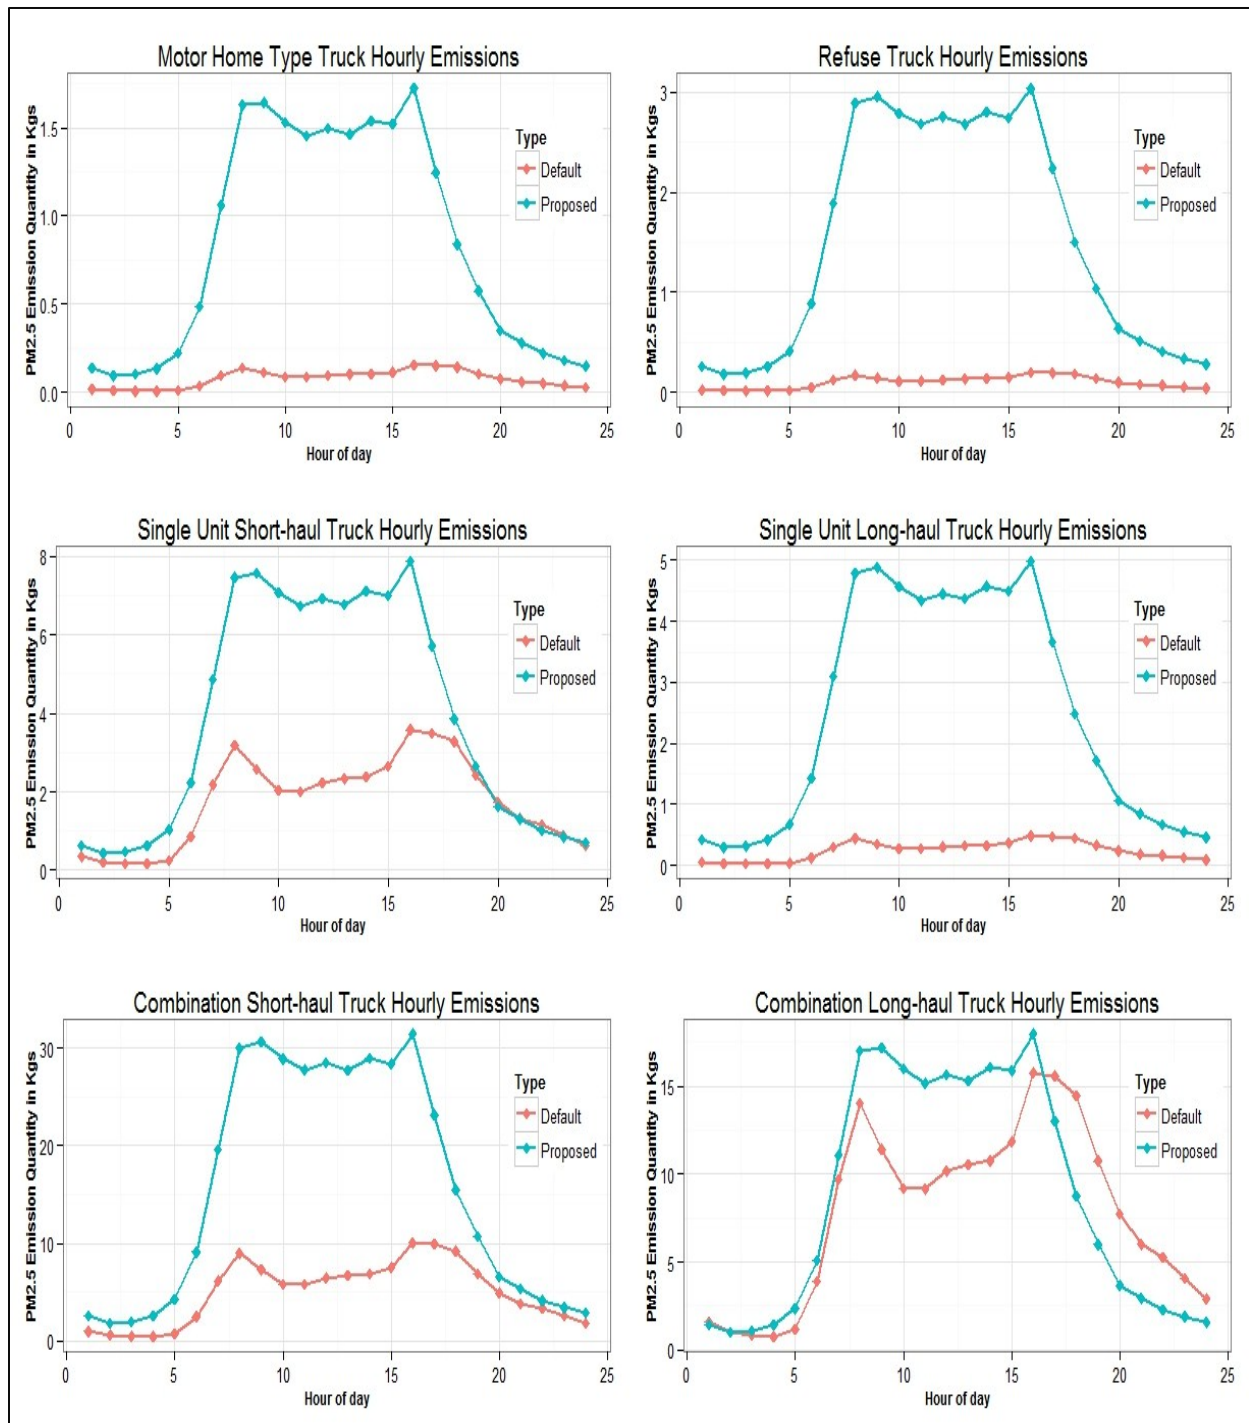 Motor Home Type Truck Hourly Emissions
PM2.5 Emission Quantity in Kgs
1.5
1.0
0.5
0.0
0 5 10 15 20 25
Hour of day
Type
Default
Proposed
Refuse Truck Hourly Emissions
PM2.5 Emission Quantity in Kgs
3
2
1
0
0 5 10 15 20 25
Hour of day
Type
Default
Proposed
Single Unit Short-haul Truck Hourly Emissions
PM2.5 Emission Quantity in Kgs
8
6
4
2
0
0 5 10 15 20 25
Hour of day
Type
Default
Proposed
Single Unit Long-haul Truck Hourly Emissions
PM2.5 Emission Quantity in Kgs
5
4
3
2
1
0
0 5 10 15 20 25
Hour of day
Type
Default
Proposed
Combination Short-haul Truck Hourly Emissions
PM2.5 Emission Quantity in Kgs
30
20
10
0
0 5 10 15 20 25
Hour of day
Type
Default
Proposed
Combination Long-haul Truck Hourly Emissions
PM2.5 Emission Quantity in Kgs
15
10
5
0
0 5 10 15 20 25
Hour of day
Type
Default
Proposed